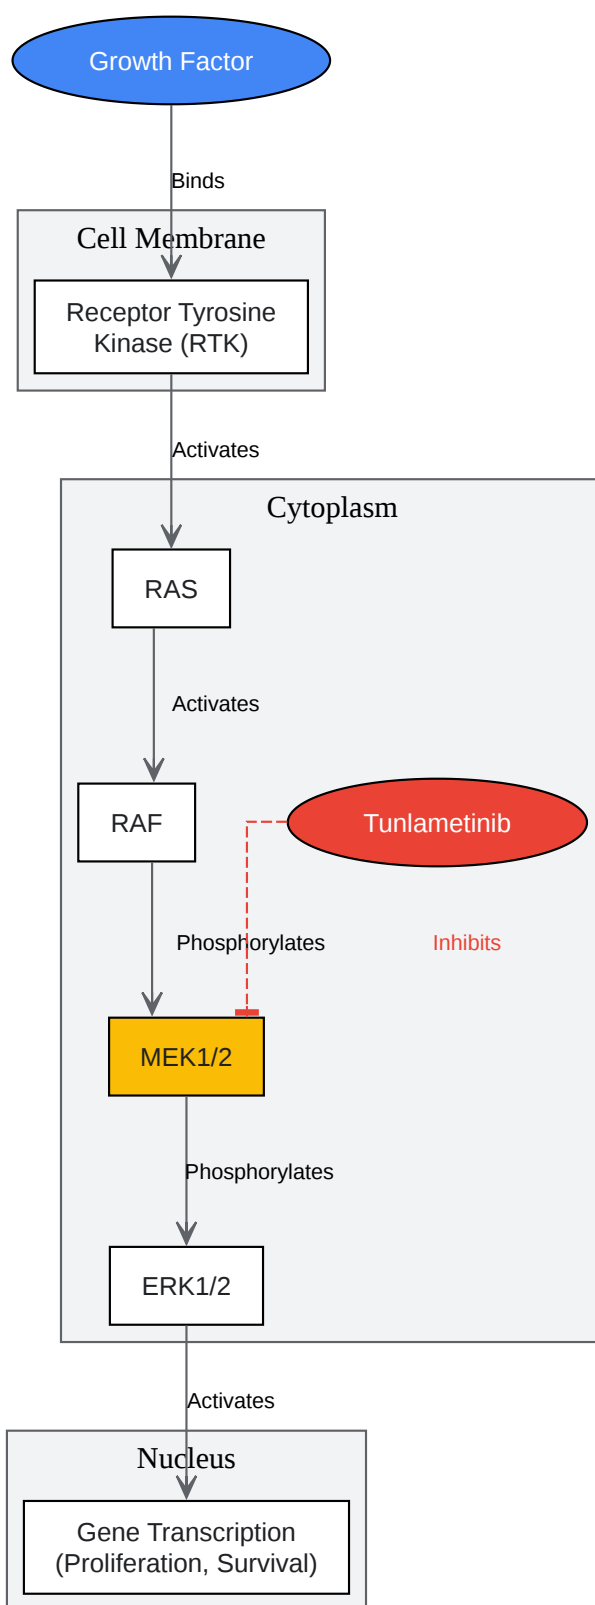 Growth Factor
Binds
Cell Membrane
Receptor Tyrosine
Kinase (RTK)
Activates
Cytoplasm
RAS
Activates
RAF
Tunlametinib
Phosphorylates
Inhibits
MEK1/2
Phosphorylates
ERK1/2
Activates
Nucleus
Gene Transcription
(Proliferation, Survival)